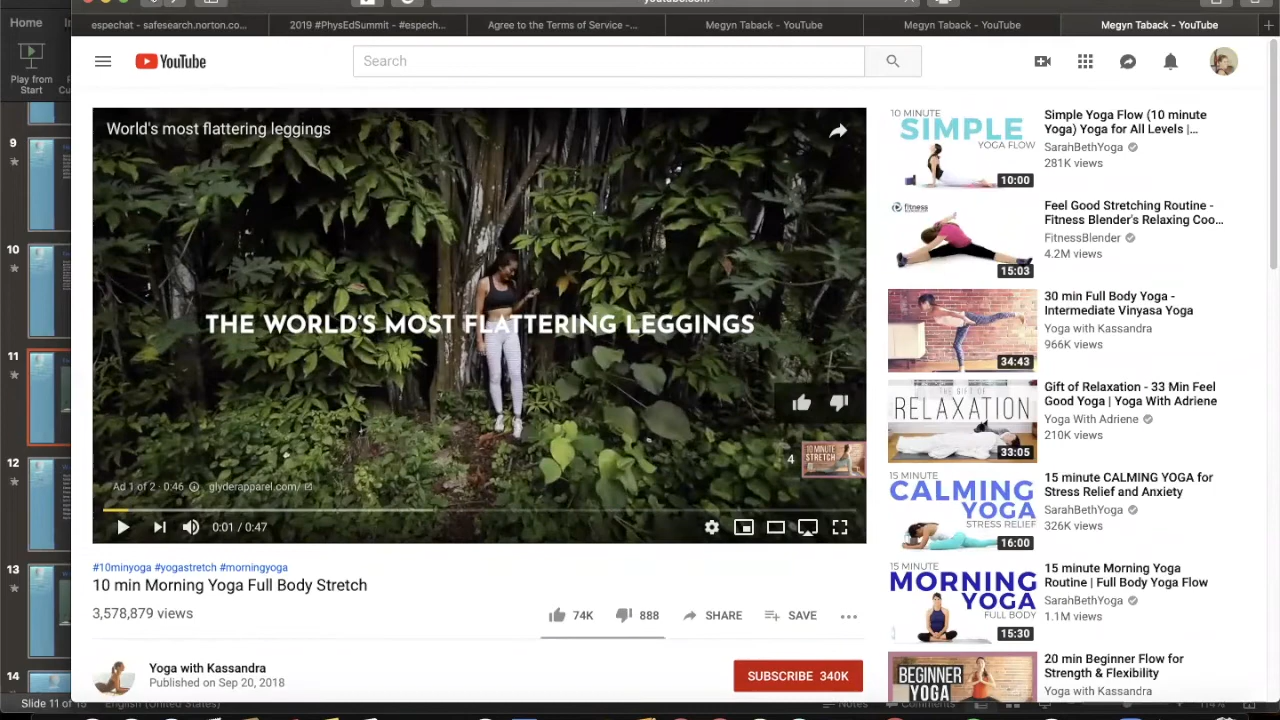 youtube.com
espechat - safesearch.norton.co...
2019 #PhysEdSummit - #espech...
Agree to the Terms of Service -...
Megyn Taback - YouTube
Megyn Taback - YouTube
Megyn Taback - YouTube
Play from
Start
9
10
11
12
13
14
YouTube
Search
World's most flattering leggings
THE WORLD'S MOST FLATTERING LEGGINGS
4
10 MINUTE
STRETCH
Ad 1 of 2 · 0:46
glyderapparel.com/
0:01 / 0:47
#10minyoga #yogastretch #morningyoga
10 min Morning Yoga Full Body Stretch
3,578,879 views
74K
888
SHARE
SAVE
Yoga with Kassandra
Published on Sep 20, 2018
SUBSCRIBE 340K
10 MINUTE
SIMPLE
YOGA FLOW
10:00
Simple Yoga Flow (10 minute
Yoga) Yoga for All Levels |...
SarahBethYoga
281K views
fitness
15:03
Feel Good Stretching Routine -
Fitness Blender's Relaxing Coo...
FitnessBlender
4.2M views
34:43
30 min Full Body Yoga -
Intermediate Vinyasa Yoga
Yoga with Kassandra
966K views
THE GIFT OF
RELAXATION
33:05
Gift of Relaxation - 33 Min Feel
Good Yoga | Yoga With Adriene
Yoga With Adriene
210K views
15 MINUTE
CALMING
YOGA
STRESS RELIEF
16:00
15 minute CALMING YOGA for
Stress Relief and Anxiety
SarahBethYoga
326K views
15 MINUTE
MORNING
YOGA
FULL BODY
15:30
15 minute Morning Yoga
Routine | Full Body Yoga Flow
SarahBethYoga
1.1M views
BEGINNER
YOGA
20 min Beginner Flow for
Strength & Flexibility
Yoga with Kassandra
Slide 11 of 15
English (United States)
Notes
Comments
114%